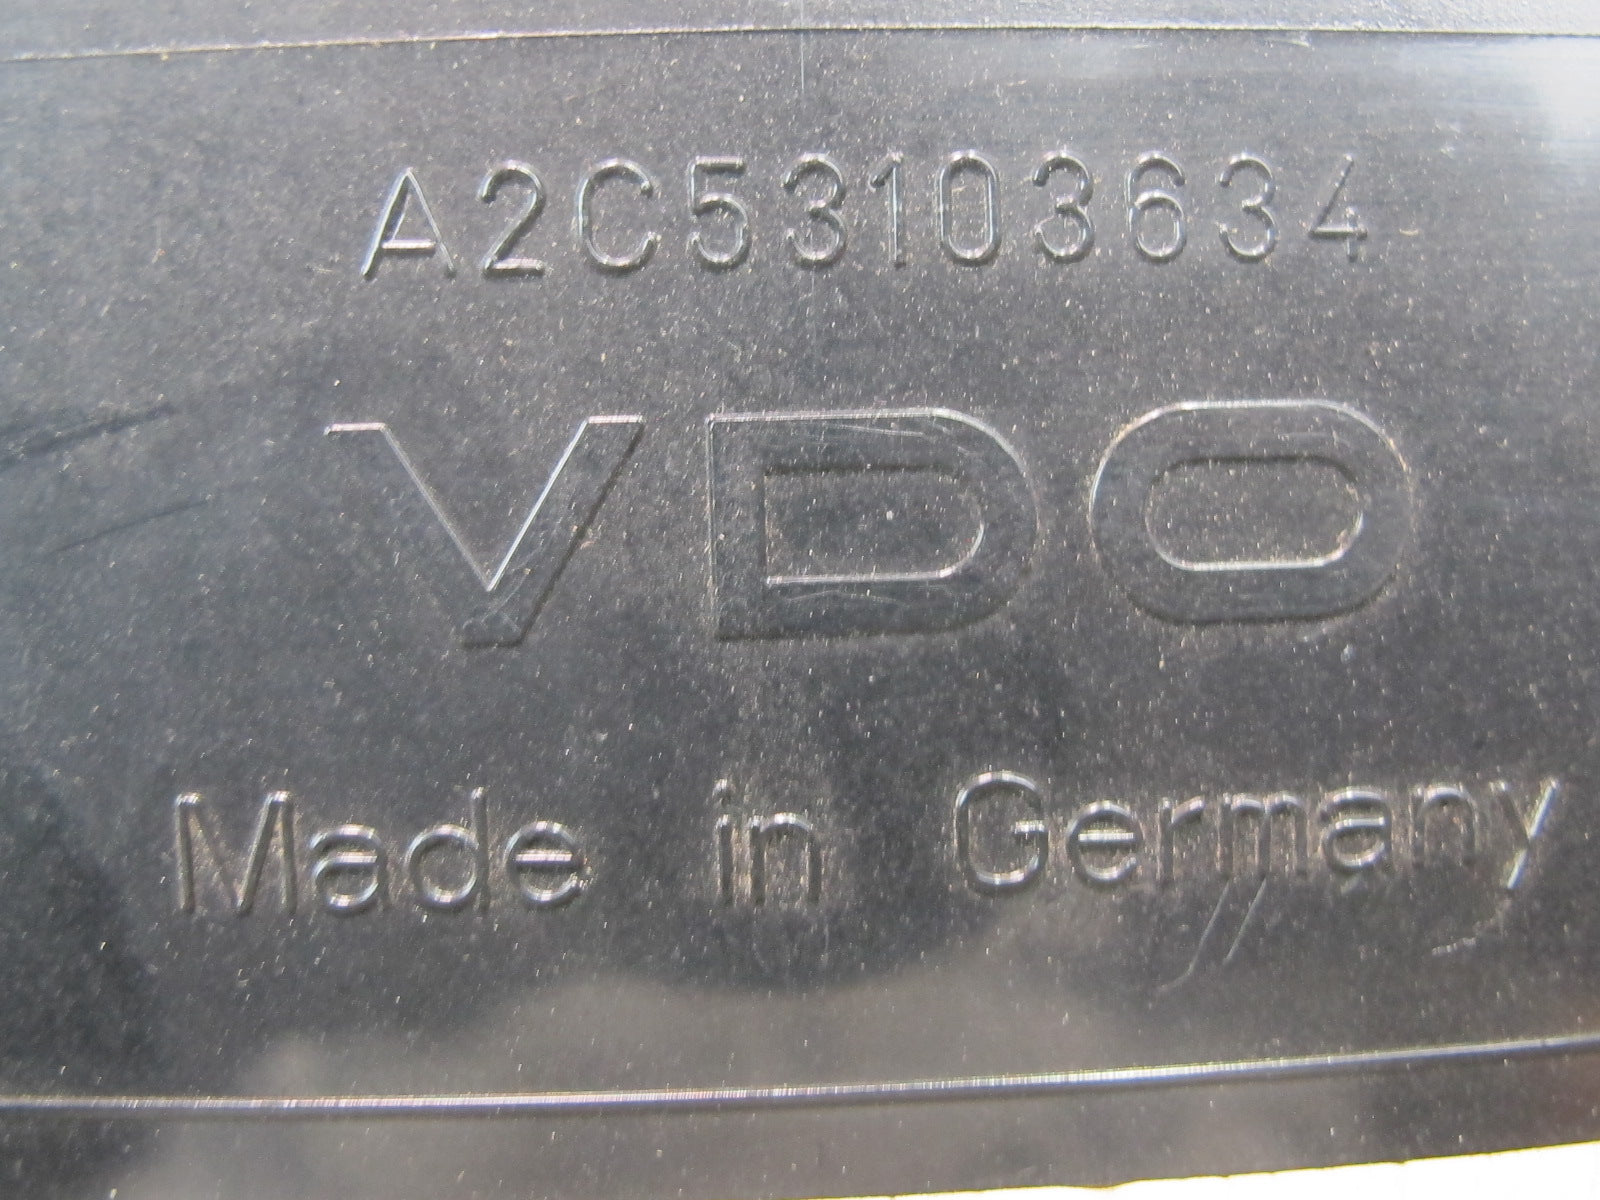 A2C53103634
VDO
Made in Germany